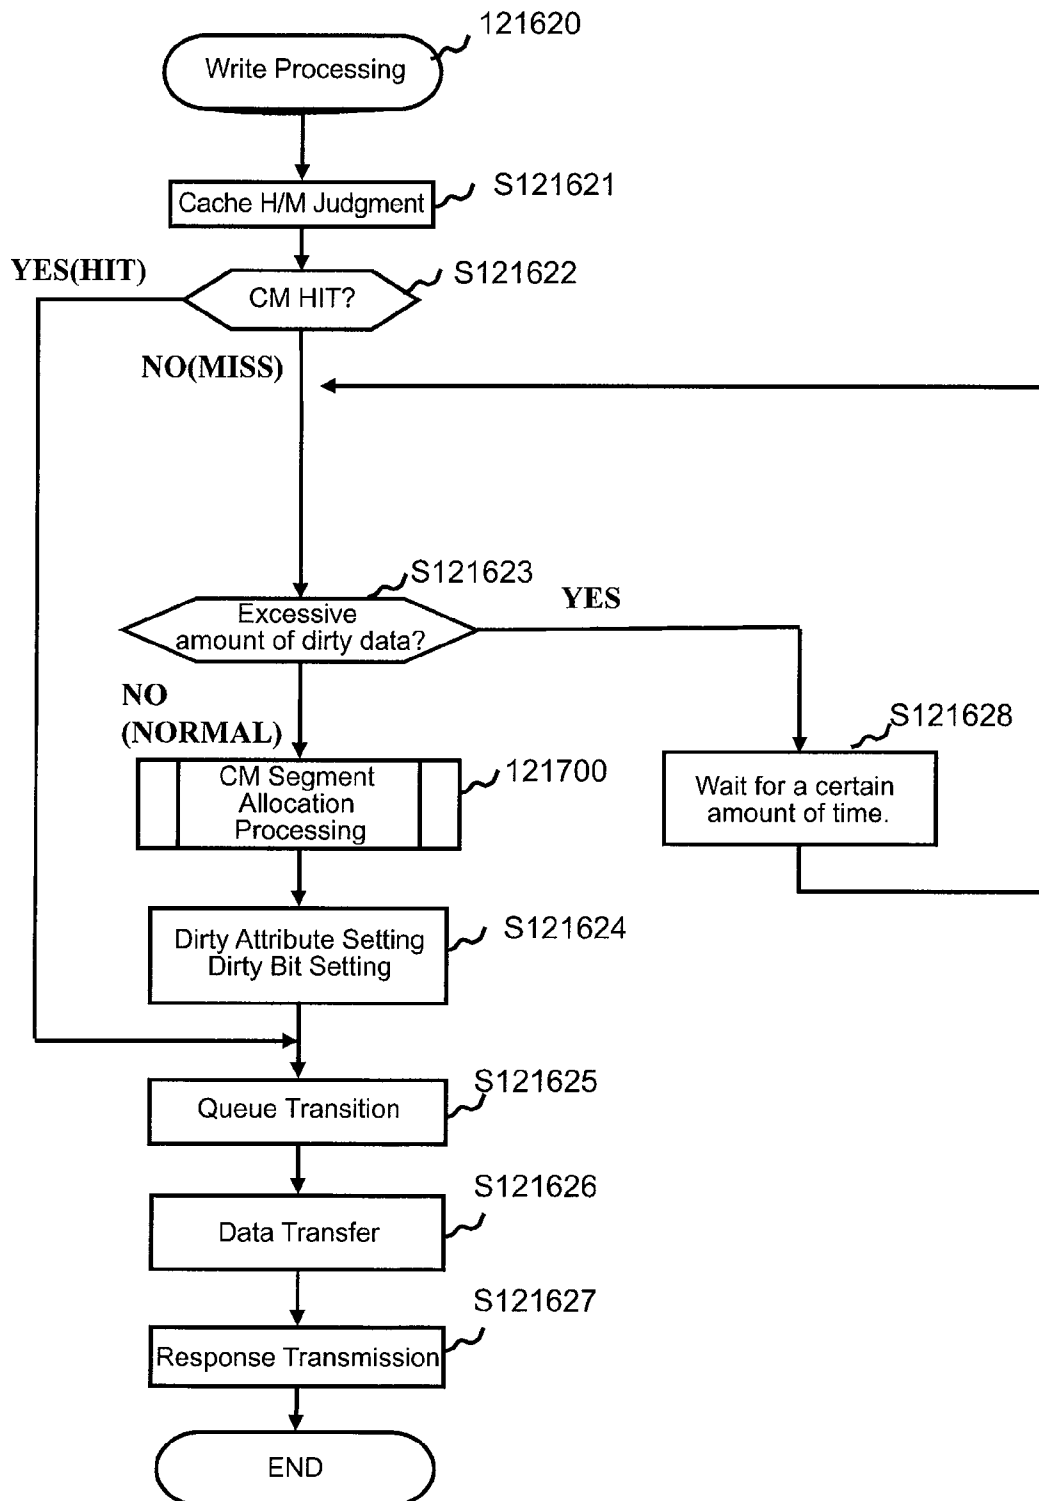 121620
Write Processing
S121621
Cache H/M Judgment
YES(HIT)
S121622
CM HIT?
NO(MISS)
S121623
Excessive
amount of dirty data?
YES
NO
(NORMAL)
S121628
Wait for a certain
amount of time.
121700
CM Segment
Allocation
Processing
S121624
Dirty Attribute Setting
Dirty Bit Setting
S121625
Queue Transition
S121626
Data Transfer
S121627
Response Transmission
END